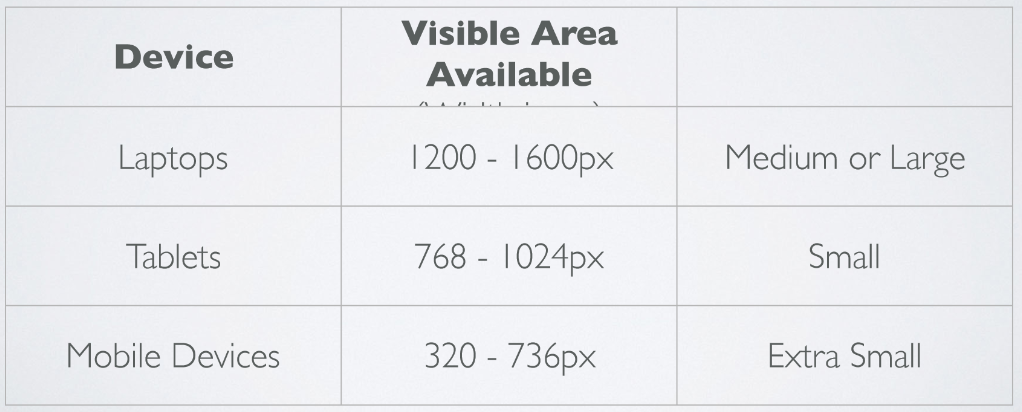 Device
Visible Area
Available
Laptops
1200 - 1600px
Medium or Large
Tablets
768 - 1024px
Small
Mobile Devices
320 - 736px
Extra Small